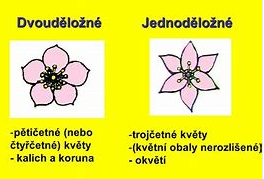 Dvouděložné
Jednoděložné
-pětičetné (nebo
čtyřčetné) květy
- kalich a koruna
-trojčetné květy
-(květní obaly nerozlišené)
- okvětí